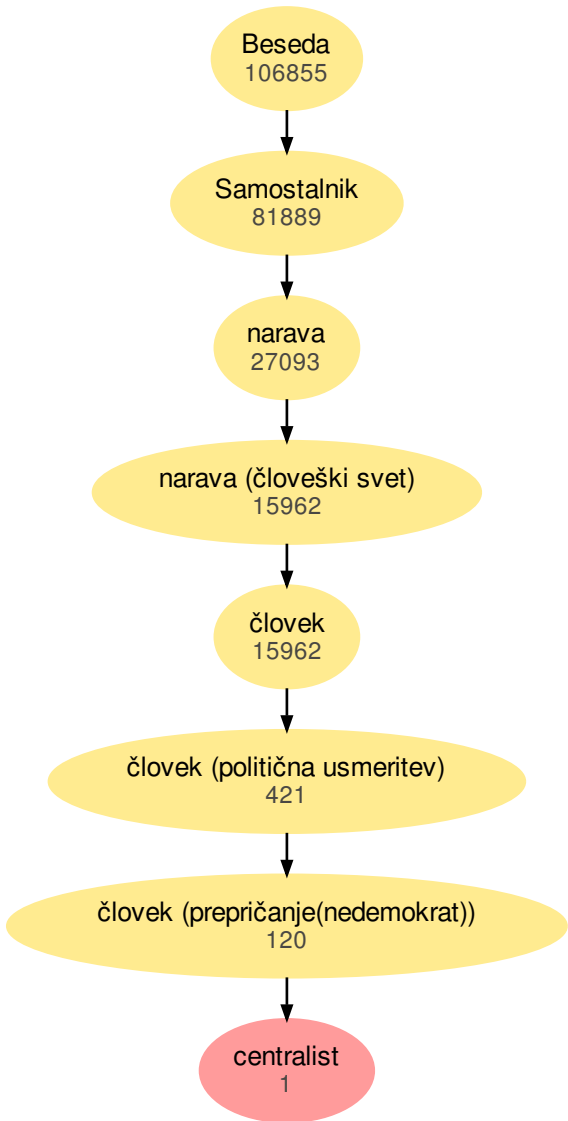 Beseda
106855
Samostalnik
81889
narava
27093
narava (človeški svet)
15962
človek
15962
človek (politična usmeritev)
421
človek (prepričanje(nedemokrat))
120
centralist
1